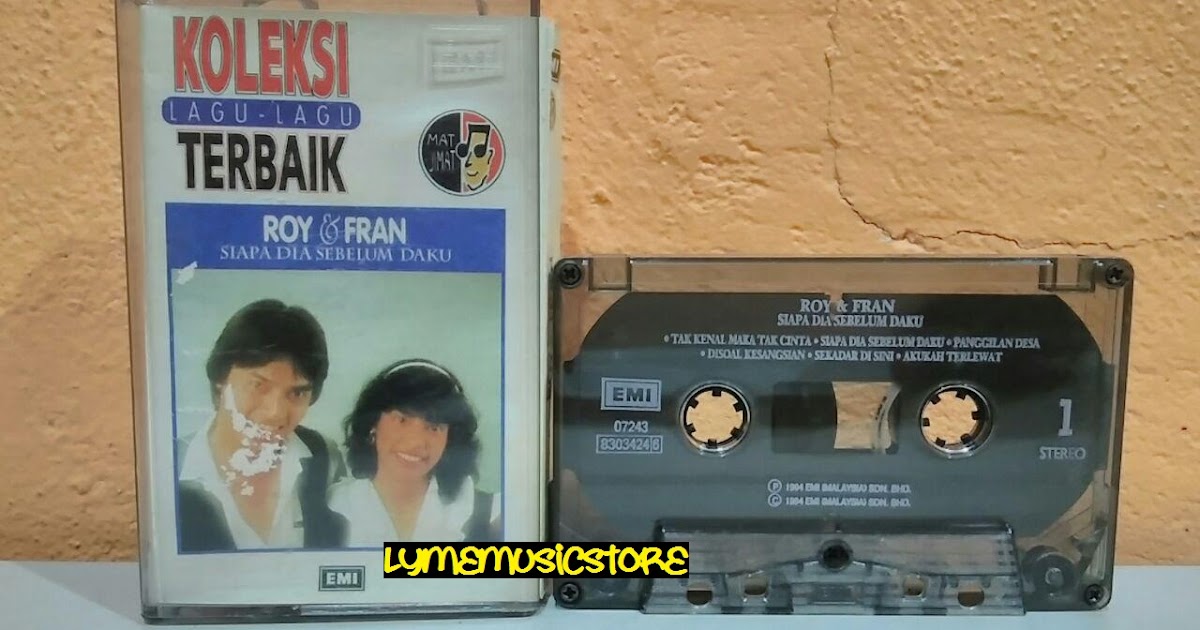 KOLEKSI
LAGU-LAGU
TERBAIK
MAT
JIMAT
ROY & FRAN
SIAPA DIA SEBELUM DAKU
EMI
ROY & FRAN
SIAPA DIA SEBELUM DAKU
• TAK KENAL MAKA TAK CINTA • SIAPA DIA SEBELUM DAKU • PANGGILAN DESA
• DISOAL KESANGSIAN • SEKADAR DI SINI • AKUKAH TERLEWAT
EMI
07243
8303424 6
1
STEREO
Ⓟ 1994 EMI (MALAYSIA) SDN. BHD.
© 1994 EMI (MALAYSIA) SDN. BHD.
LYMEMUSICSTORE